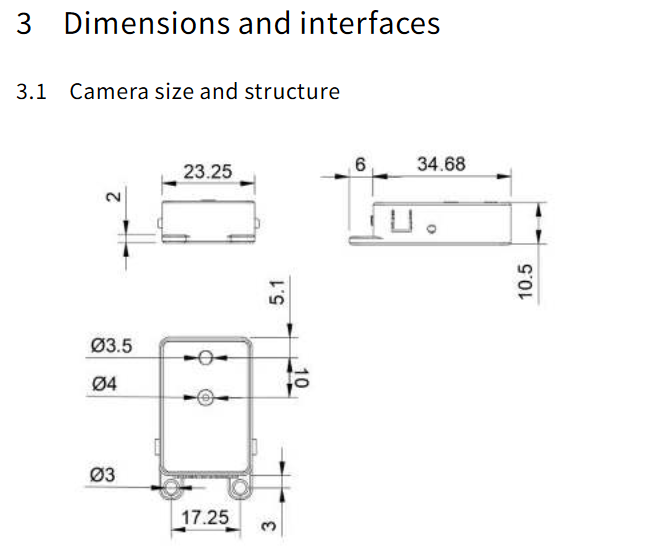 3 Dimensions and interfaces
3.1 Camera size and structure
23.25
6
34.68
2
10.5
5.1
Ø3.5
10
Ø4
Ø3
17.25
3